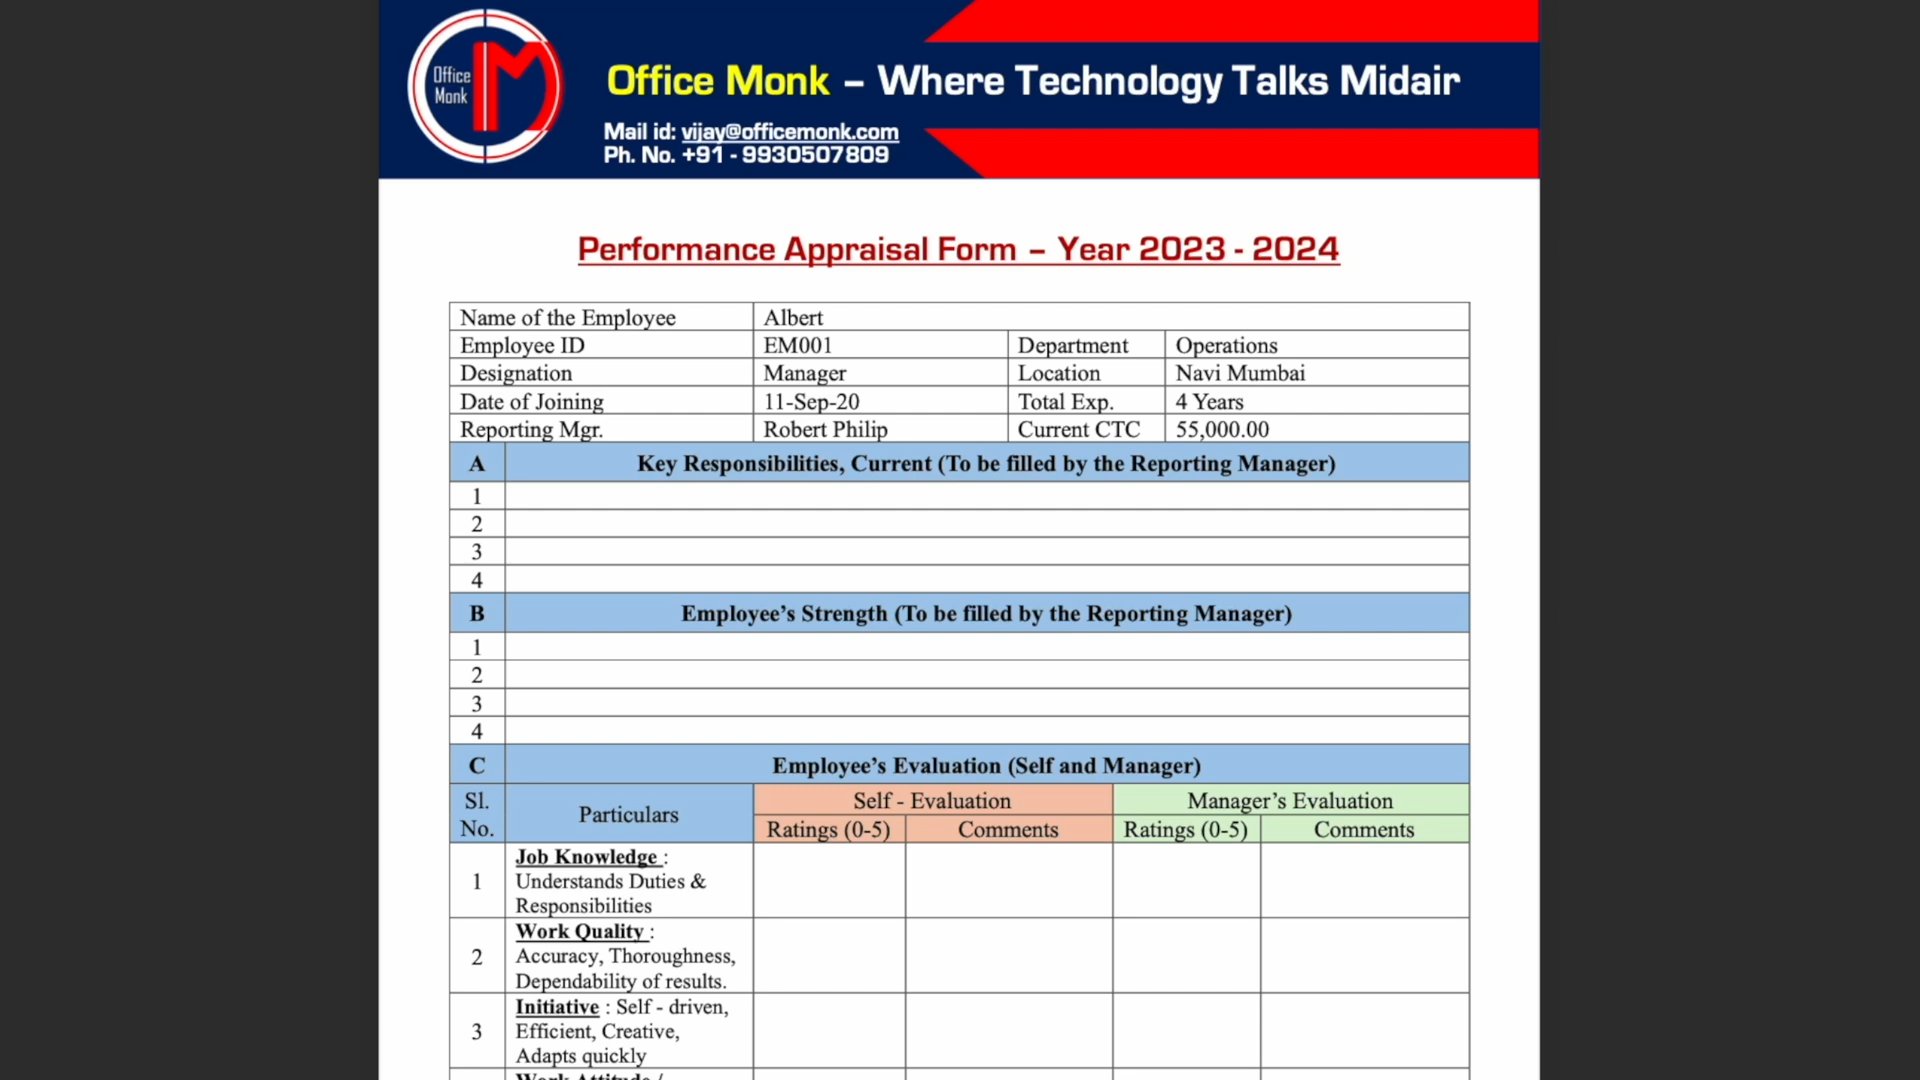 Office
Monk
Office Monk – Where Technology Talks Midair
Mail id: vijay@officemonk.com
Ph. No. +91 - 9930507809
Performance Appraisal Form – Year 2023 - 2024
Name of the Employee Albert
Employee ID EM001 Department Operations
Designation Manager Location Navi Mumbai
Date of Joining 11-Sep-20 Total Exp. 4 Years
Reporting Mgr. Robert Philip Current CTC 55,000.00
A Key Responsibilities, Current (To be filled by the Reporting Manager)
1
2
3
4
B Employee’s Strength (To be filled by the Reporting Manager)
1
2
3
4
C Employee’s Evaluation (Self and Manager)
Sl. No. Particulars Self - Evaluation Manager’s Evaluation
Ratings (0-5) Comments Ratings (0-5) Comments
1 Job Knowledge :
Understands Duties &
Responsibilities
2 Work Quality :
Accuracy, Thoroughness,
Dependability of results.
3 Initiative : Self - driven,
Efficient, Creative,
Adapts quickly
Work Attitude /